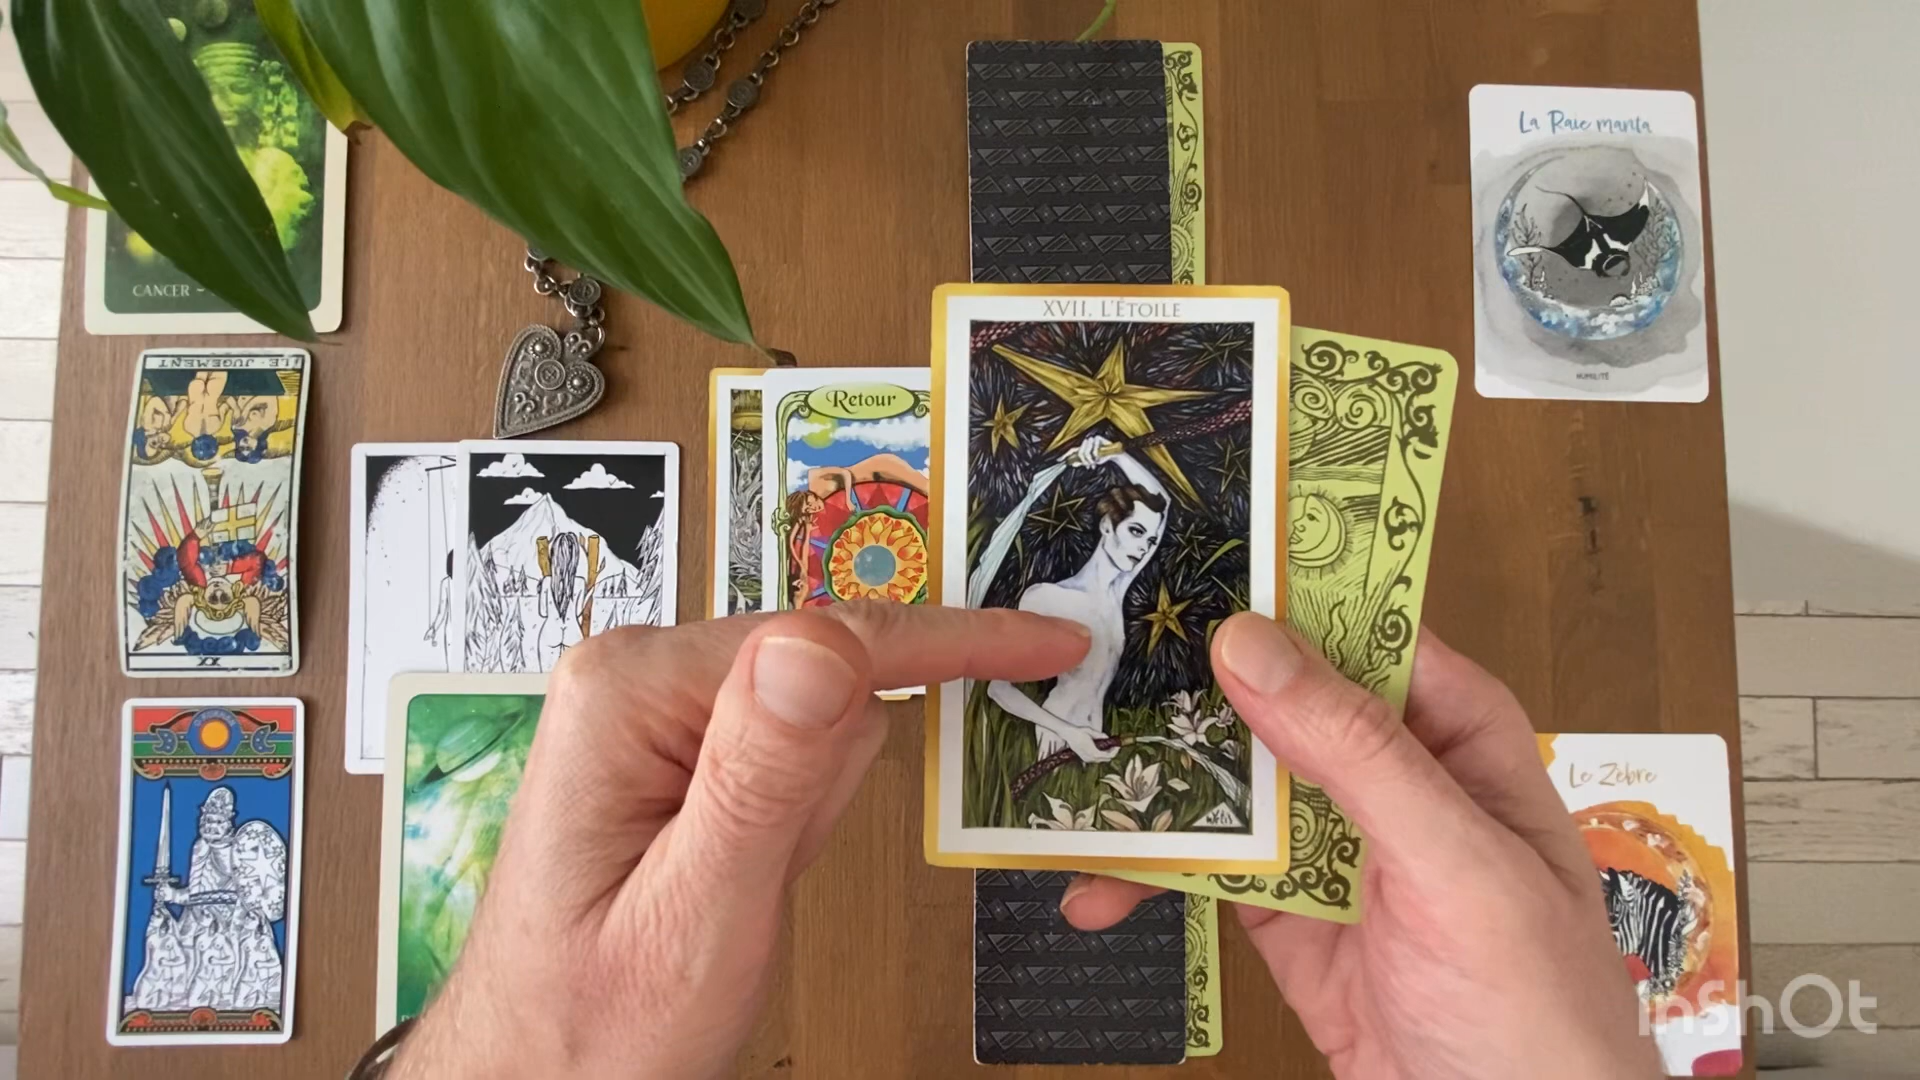 La Raie manta
HUMILITÉ
CANCER -
LE JUGEMENT
XX
Retour
XVII. L'ÉTOILE
Le Zèbre
InShOt